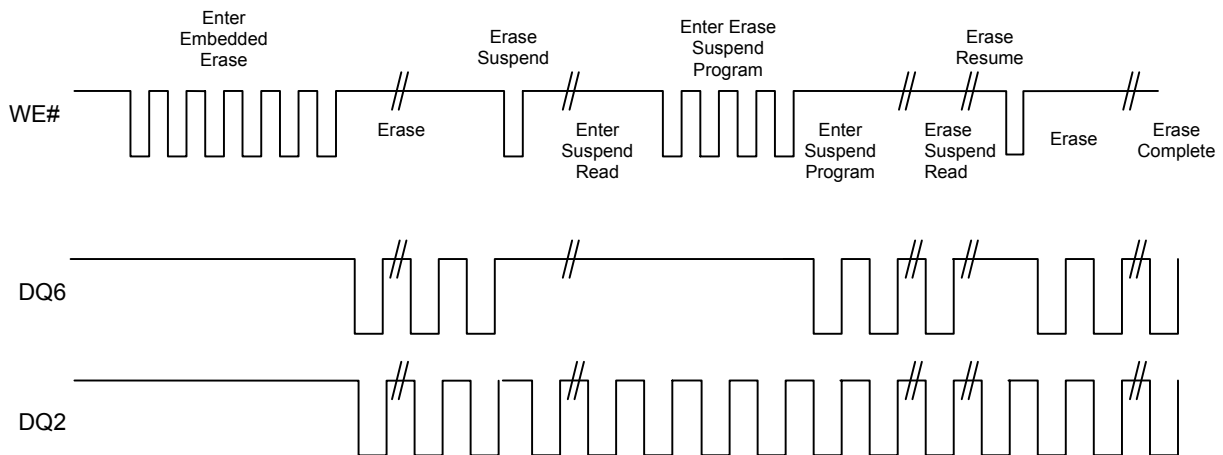 Enter
Embedded
Erase
Erase
Suspend
Enter Erase
Suspend
Program
Erase
Resume
WE#
Erase
Enter
Suspend
Read
Enter
Suspend
Program
Erase
Suspend
Read
Erase
Erase
Complete
DQ6
DQ2